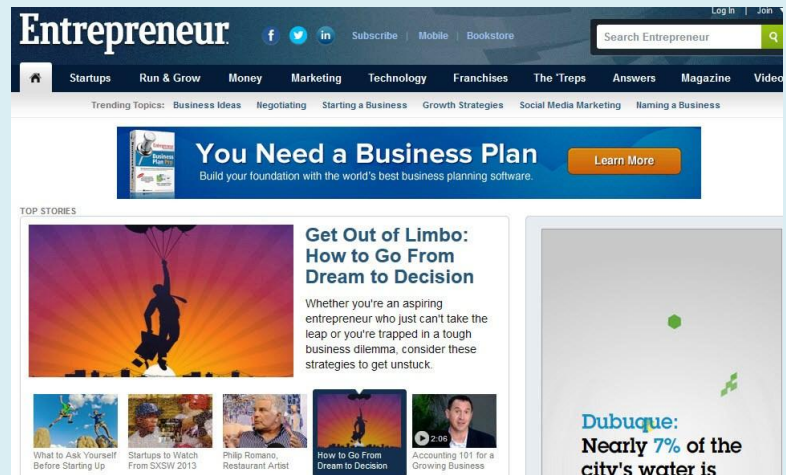 Log In | Join
Entrepreneur
f in Subscribe | Mobile | Bookstore
Search Entrepreneur
Startups Run & Grow Money Marketing Technology Franchises The 'Treps Answers Magazine Video
Trending Topics: Business Ideas Negotiating Starting a Business Growth Strategies Social Media Marketing Naming a Business
You Need a Business Plan
Build your foundation with the world's best business planning software.
Learn More
TOP STORIES
Get Out of Limbo:
How to Go From
Dream to Decision
Whether you're an aspiring
entrepreneur who just can't take the
leap or you're trapped in a tough
business dilemma, consider these
strategies to get unstuck.
What to Ask Yourself
Before Starting Up
Startups to Watch
From SXSW 2013
Philip Romano,
Restaurant Artist
How to Go From
Dream to Decision
2:06
Accounting 101 for a
Growing Business
Dubuque:
Nearly 7% of the
city's water is